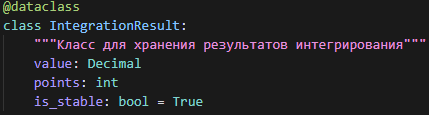 @dataclass
class IntegrationResult:
    """Класс для хранения результатов интегрирования"""
    value: Decimal
    points: int
    is_stable: bool = True